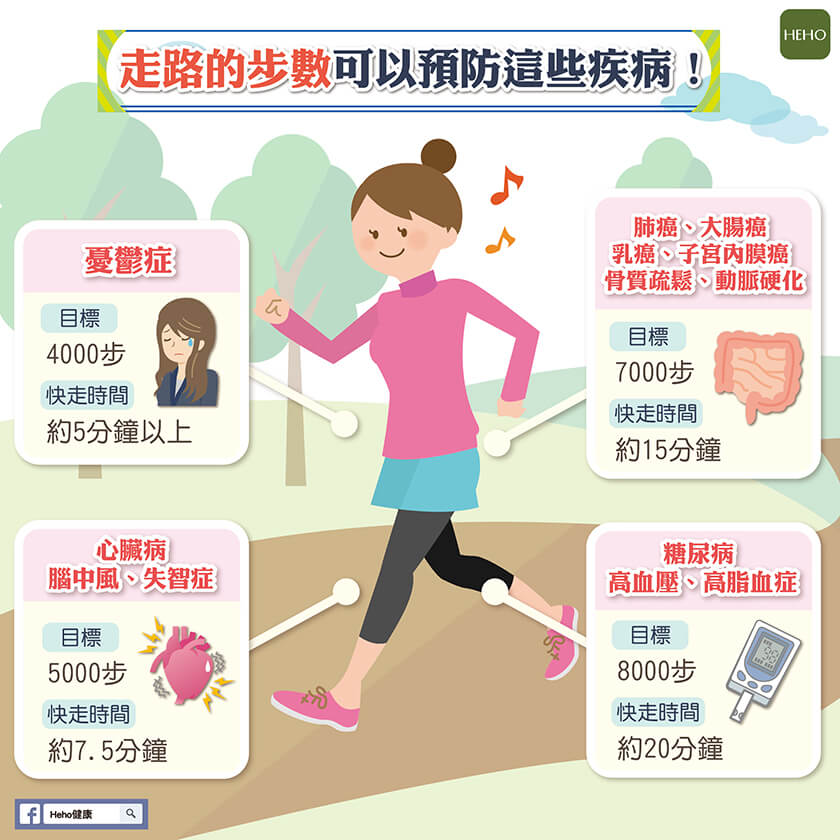 HEHO
走路的步數可以預防這些疾病！
憂鬱症
目標
4000步
快走時間
約5分鐘以上
肺癌、大腸癌
乳癌、子宮內膜癌
骨質疏鬆、動脈硬化
目標
7000步
快走時間
約15分鐘
心臟病
腦中風、失智症
目標
5000步
快走時間
約7.5分鐘
糖尿病
高血壓、高脂血症
目標
8000步
快走時間
約20分鐘
f Heho健康